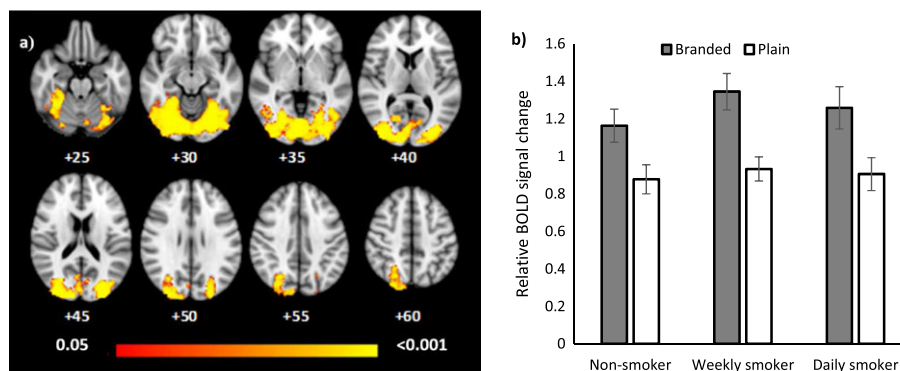 a)
+25 +30 +35 +40
+45 +50 +55 +60
0.05 <0.001
b)
Branded Plain
Relative BOLD signal change
1.6
1.4
1.2
1
0.8
0.6
0.4
0.2
0
Non-smoker Weekly smoker Daily smoker